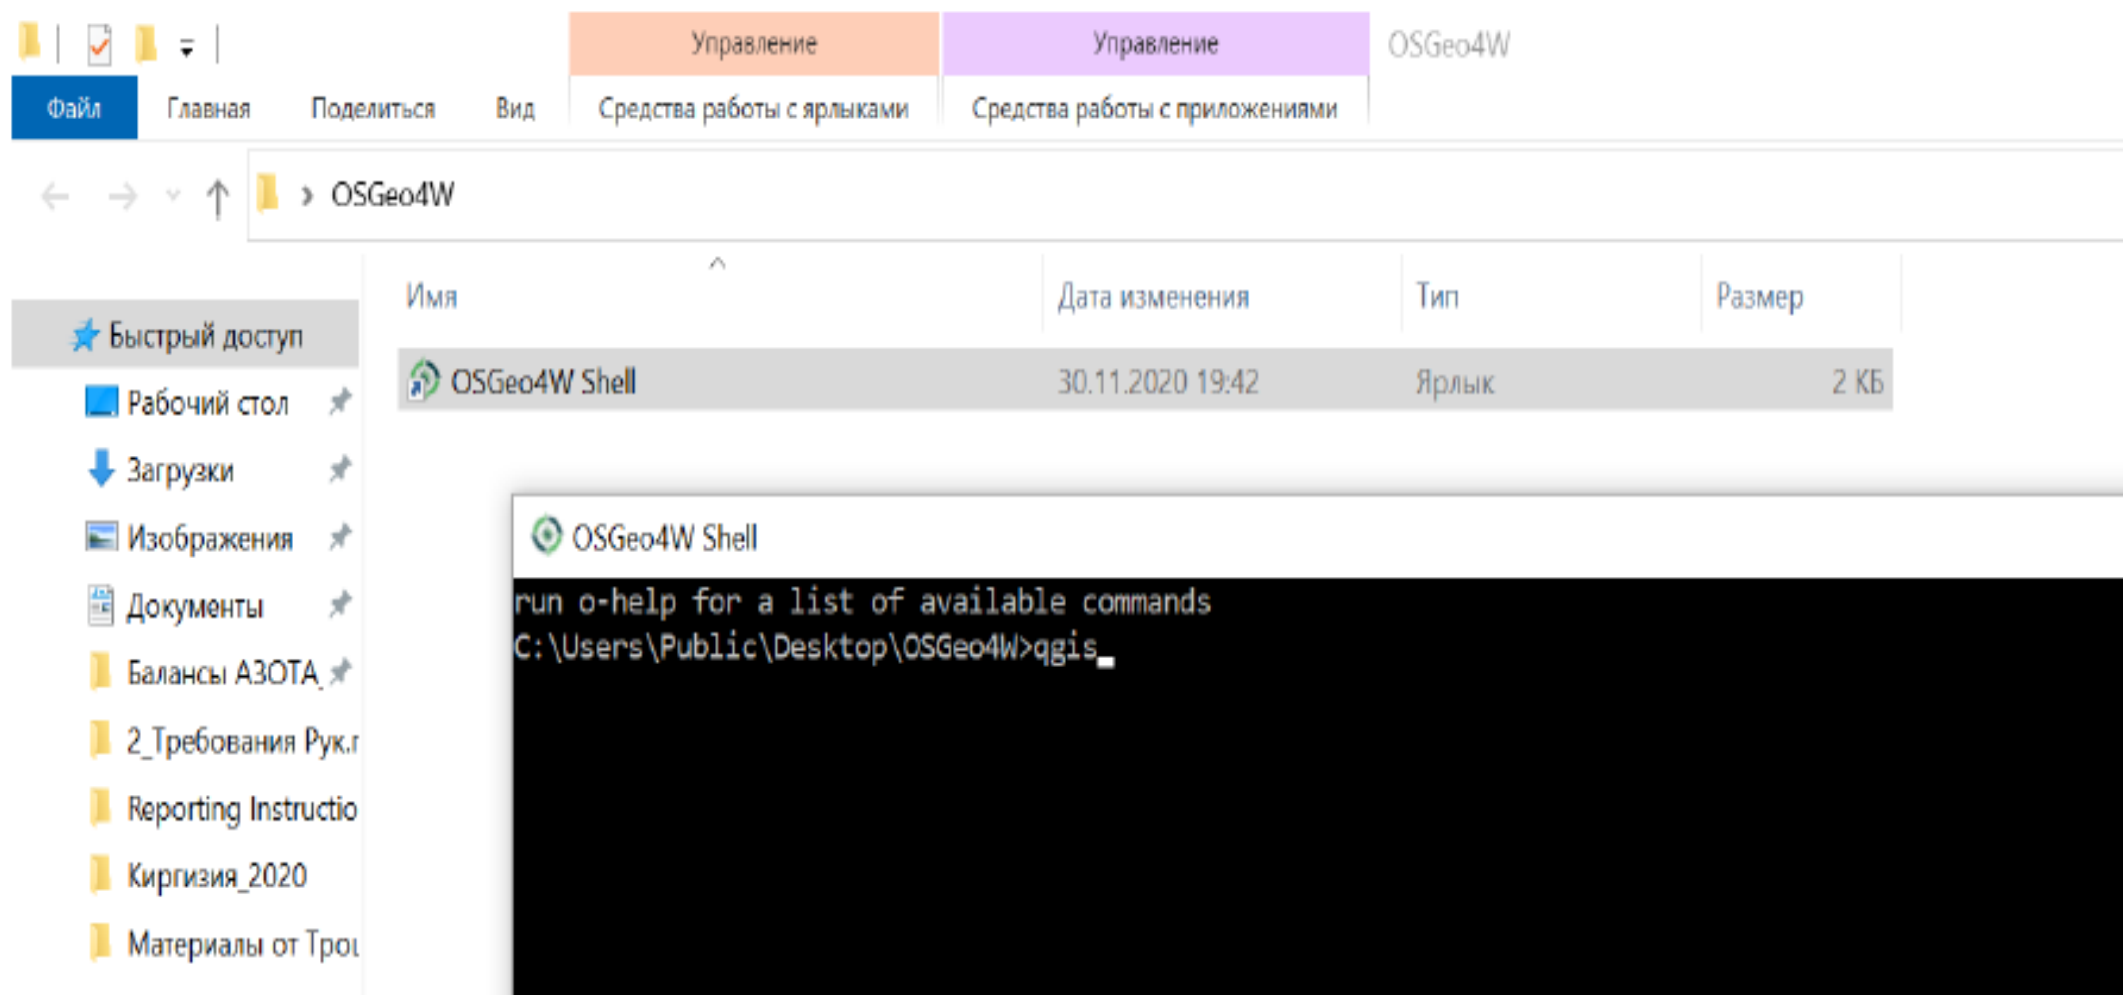 Управление Управление OSGeo4W
Файл Главная Поделиться Вид Средства работы с ярлыками Средства работы с приложениями
OSGeo4W
Имя Дата изменения Тип Размер
Быстрый доступ
OSGeo4W Shell 30.11.2020 19:42 Ярлык 2 КБ
Рабочий стол
Загрузки
Изображения
OSGeo4W Shell
Документы
run o-help for a list of available commands
C:\Users\Public\Desktop\OSGeo4W>qgis
Балансы АЗОТА_
2_Требования Рук.г
Reporting Instructio
Киргизия_2020
Материалы от Трощ